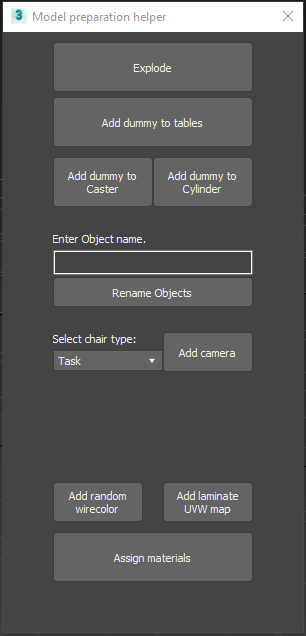 3
Model preparation helper
Explode
Add dummy to tables
Add dummy to
Caster
Add dummy to
Cylinder
Enter Object name.
Rename Objects
Select chair type:
Task
Add camera
Add random
wirecolor
Add laminate
UVW map
Assign materials